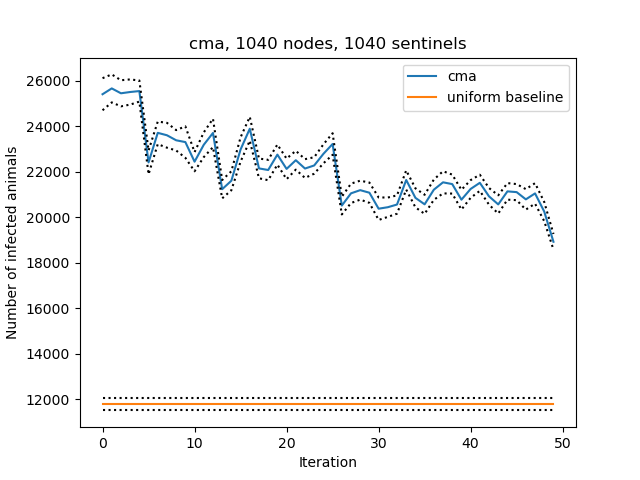 cma, 1040 nodes, 1040 sentinels
cma
uniform baseline
Number of infected animals
26000
24000
22000
20000
18000
16000
14000
12000
0 10 20 30 40 50
Iteration